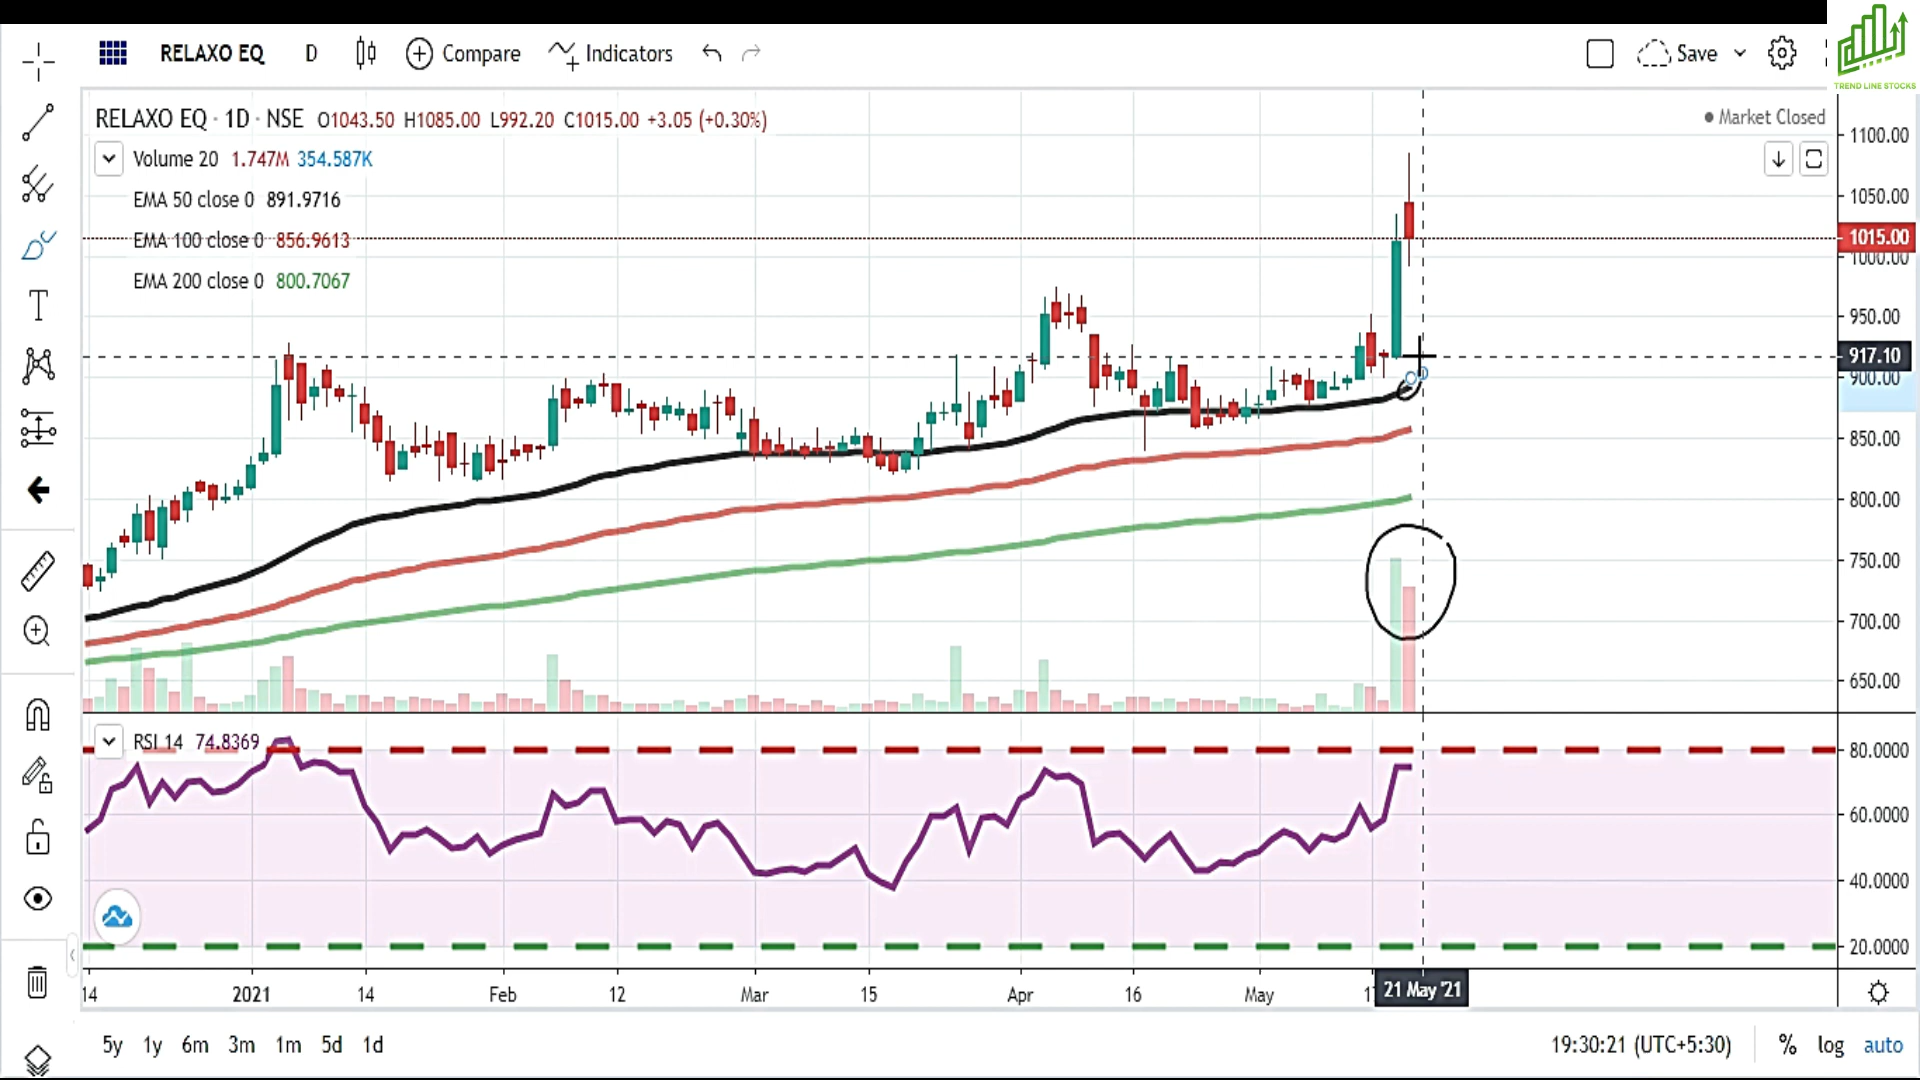 RELAXO EQ D Compare Indicators Save
TREND LINE STOCKS
RELAXO EQ · 1D · NSE O1043.50 H1085.00 L992.20 C1015.00 +3.05 (+0.30%)
Market Closed
Volume 20 1.747M 354.587K
EMA 50 close 0 891.9716
EMA 100 close 0 856.9613
EMA 200 close 0 800.7067
1100.00
1050.00
1015.00
1000.00
950.00
917.10
900.00
850.00
800.00
750.00
700.00
650.00
RSI 14 74.8369
80.0000
60.0000
40.0000
20.0000
14 2021 14 Feb 12 Mar 15 Apr 16 May 21 May '21
5y 1y 6m 3m 1m 5d 1d 19:30:21 (UTC+5:30) % log auto